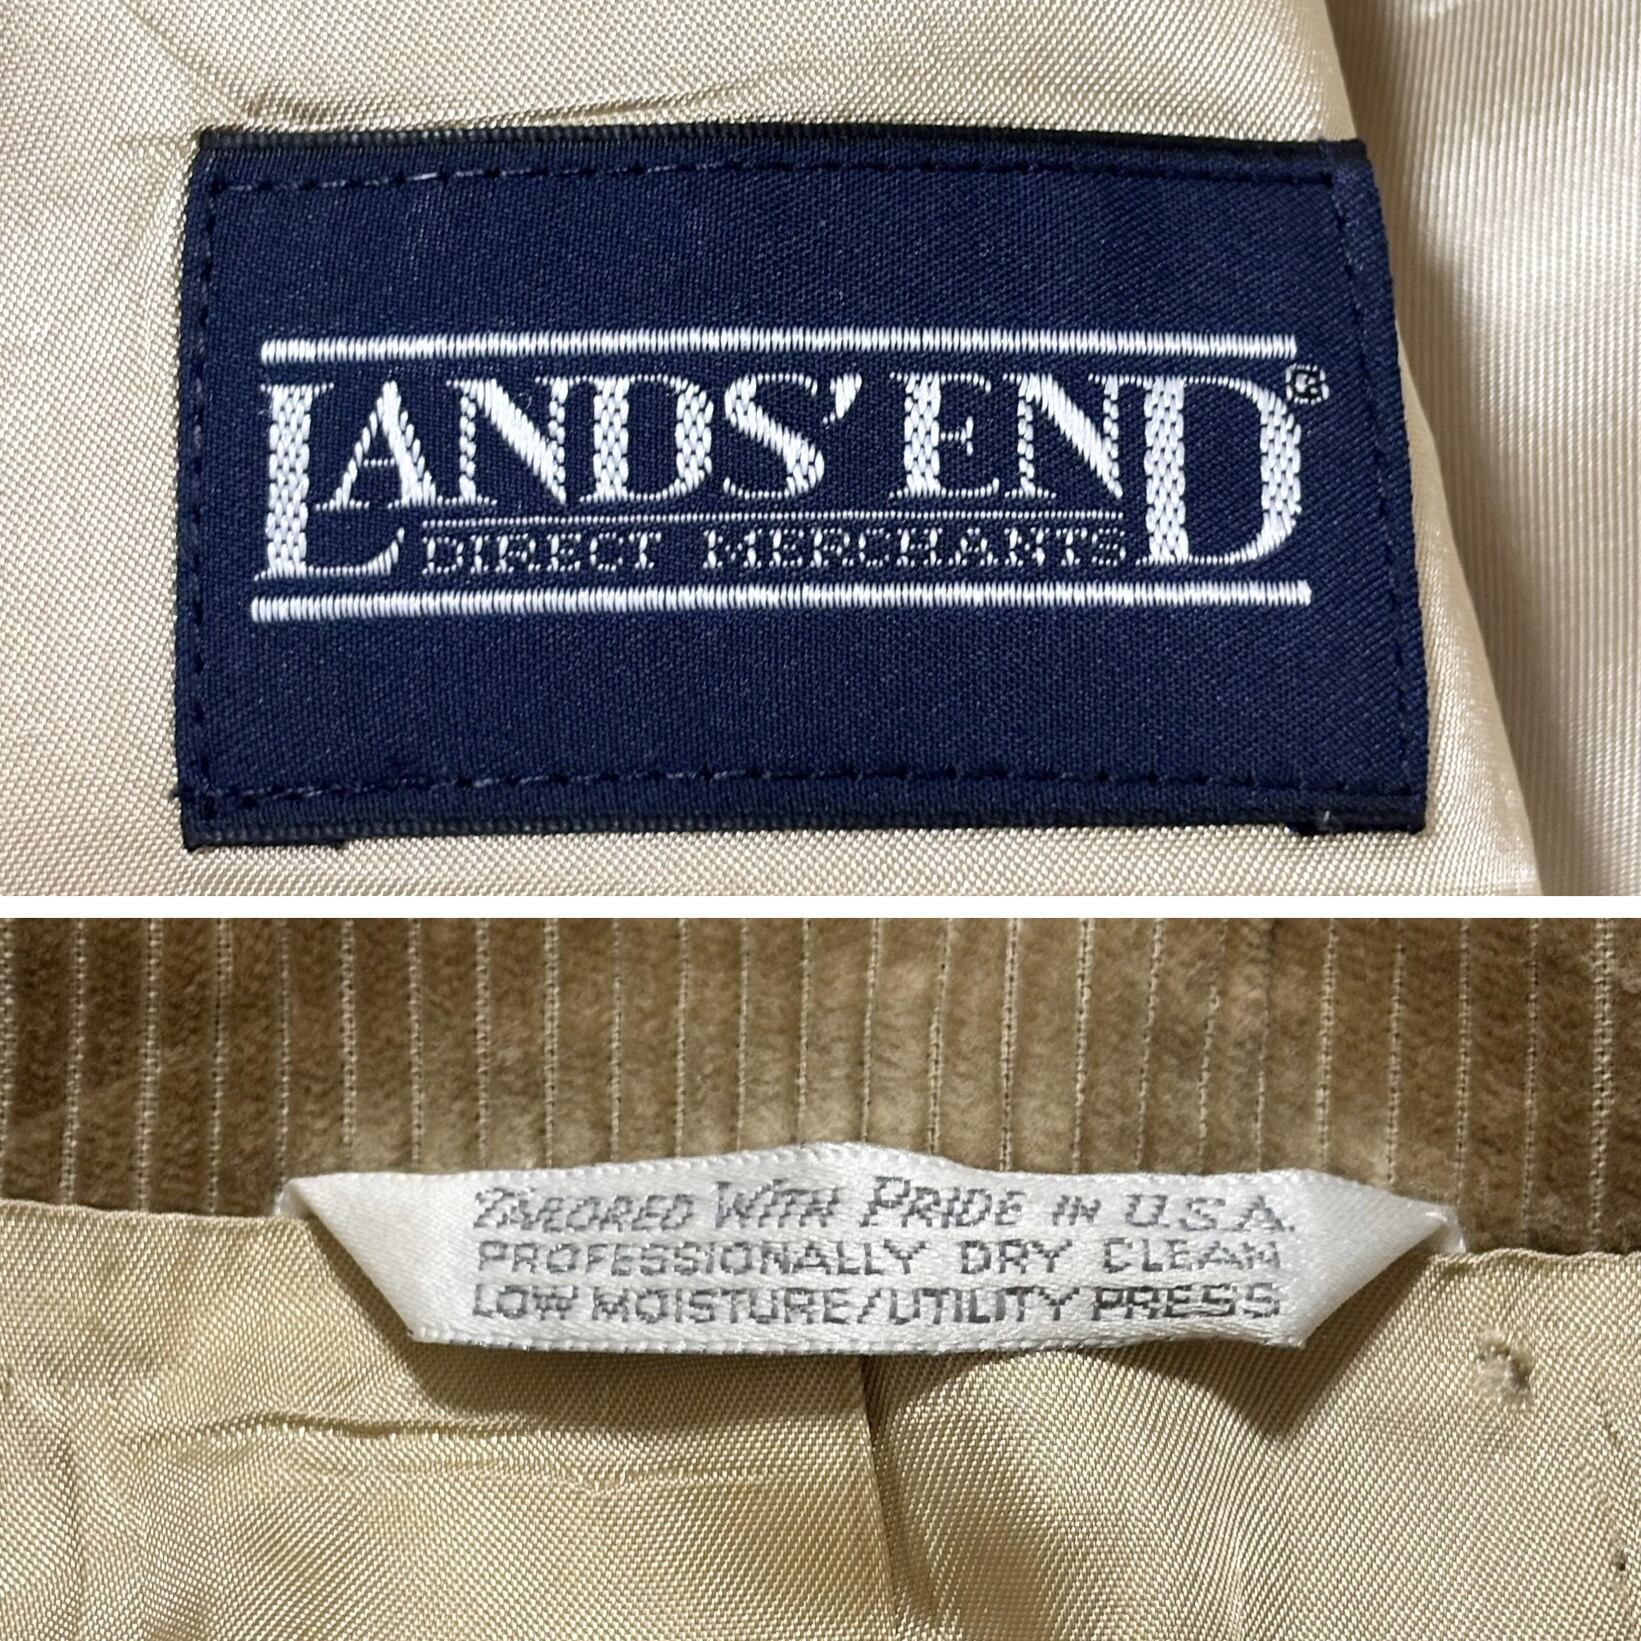 LANDS' END®
DIRECT MERCHANTS
TAILORED WITH PRIDE IN U.S.A.
PROFESSIONALLY DRY CLEAN
LOW MOISTURE/UTILITY PRESS